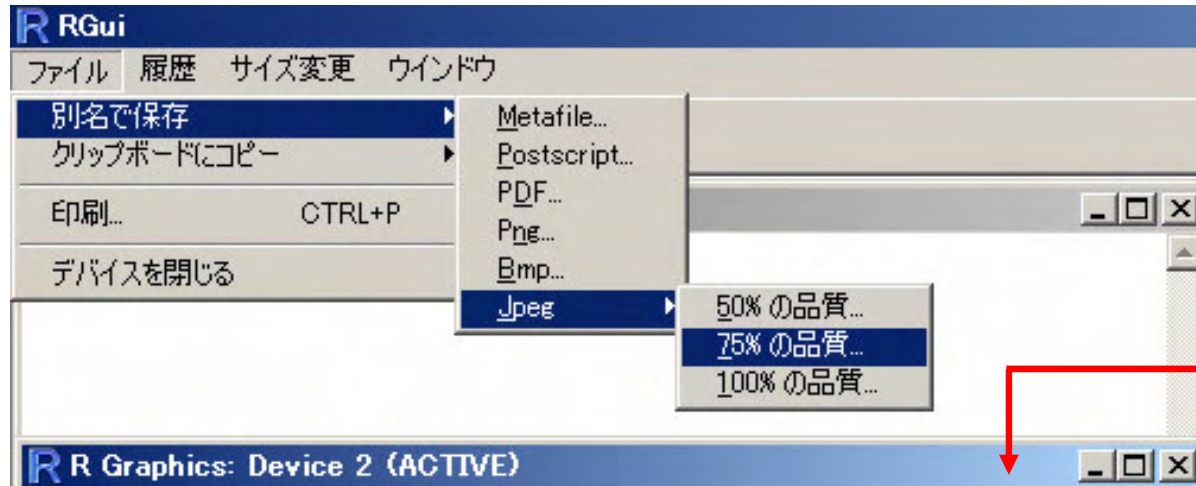 RGui
ファイル 履歴 サイズ変更 ウインドウ
別名で保存
クリップボードにコピー
印刷... CTRL+P
デバイスを閉じる
Metafile...
Postscript...
PDF...
Png...
Bmp...
Jpeg
50% の品質...
75% の品質...
100% の品質...
R Graphics: Device 2 (ACTIVE)